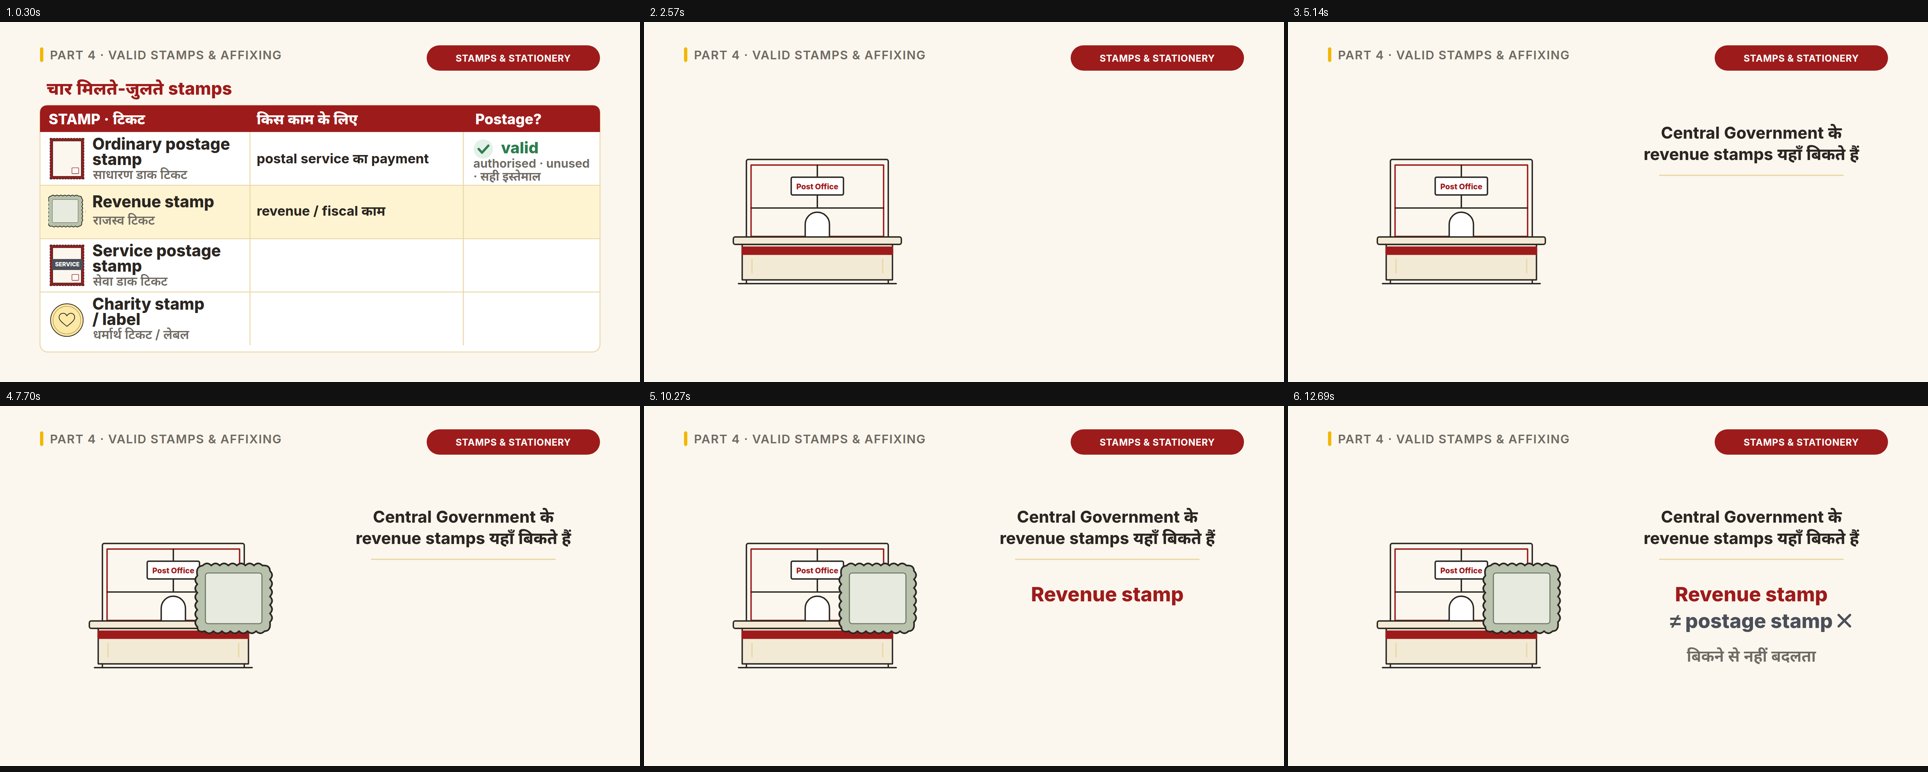 1. 0.30s
PART 4 · VALID STAMPS & AFFIXING
STAMPS & STATIONERY
चार मिलते-जुलते stamps
STAMP · टिकट
किस काम के लिए
Postage?
Ordinary postage
stamp
साधारण डाक टिकट
postal service का payment
valid
authorised · unused
· सही इस्तेमाल
Revenue stamp
राजस्व टिकट
revenue / fiscal काम
SERVICE
Service postage
stamp
सेवा डाक टिकट
Charity stamp
/ label
धर्मार्थ टिकट / लेबल
2. 2.57s
PART 4 · VALID STAMPS & AFFIXING
STAMPS & STATIONERY
Post Office
3. 5.14s
PART 4 · VALID STAMPS & AFFIXING
STAMPS & STATIONERY
Central Government के
revenue stamps यहाँ बिकते हैं
Post Office
4. 7.70s
PART 4 · VALID STAMPS & AFFIXING
STAMPS & STATIONERY
Central Government के
revenue stamps यहाँ बिकते हैं
Post Office
5. 10.27s
PART 4 · VALID STAMPS & AFFIXING
STAMPS & STATIONERY
Central Government के
revenue stamps यहाँ बिकते हैं
Post Office
Revenue stamp
6. 12.69s
PART 4 · VALID STAMPS & AFFIXING
STAMPS & STATIONERY
Central Government के
revenue stamps यहाँ बिकते हैं
Post Office
Revenue stamp
≠ postage stamp ✕
बिकने से नहीं बदलता